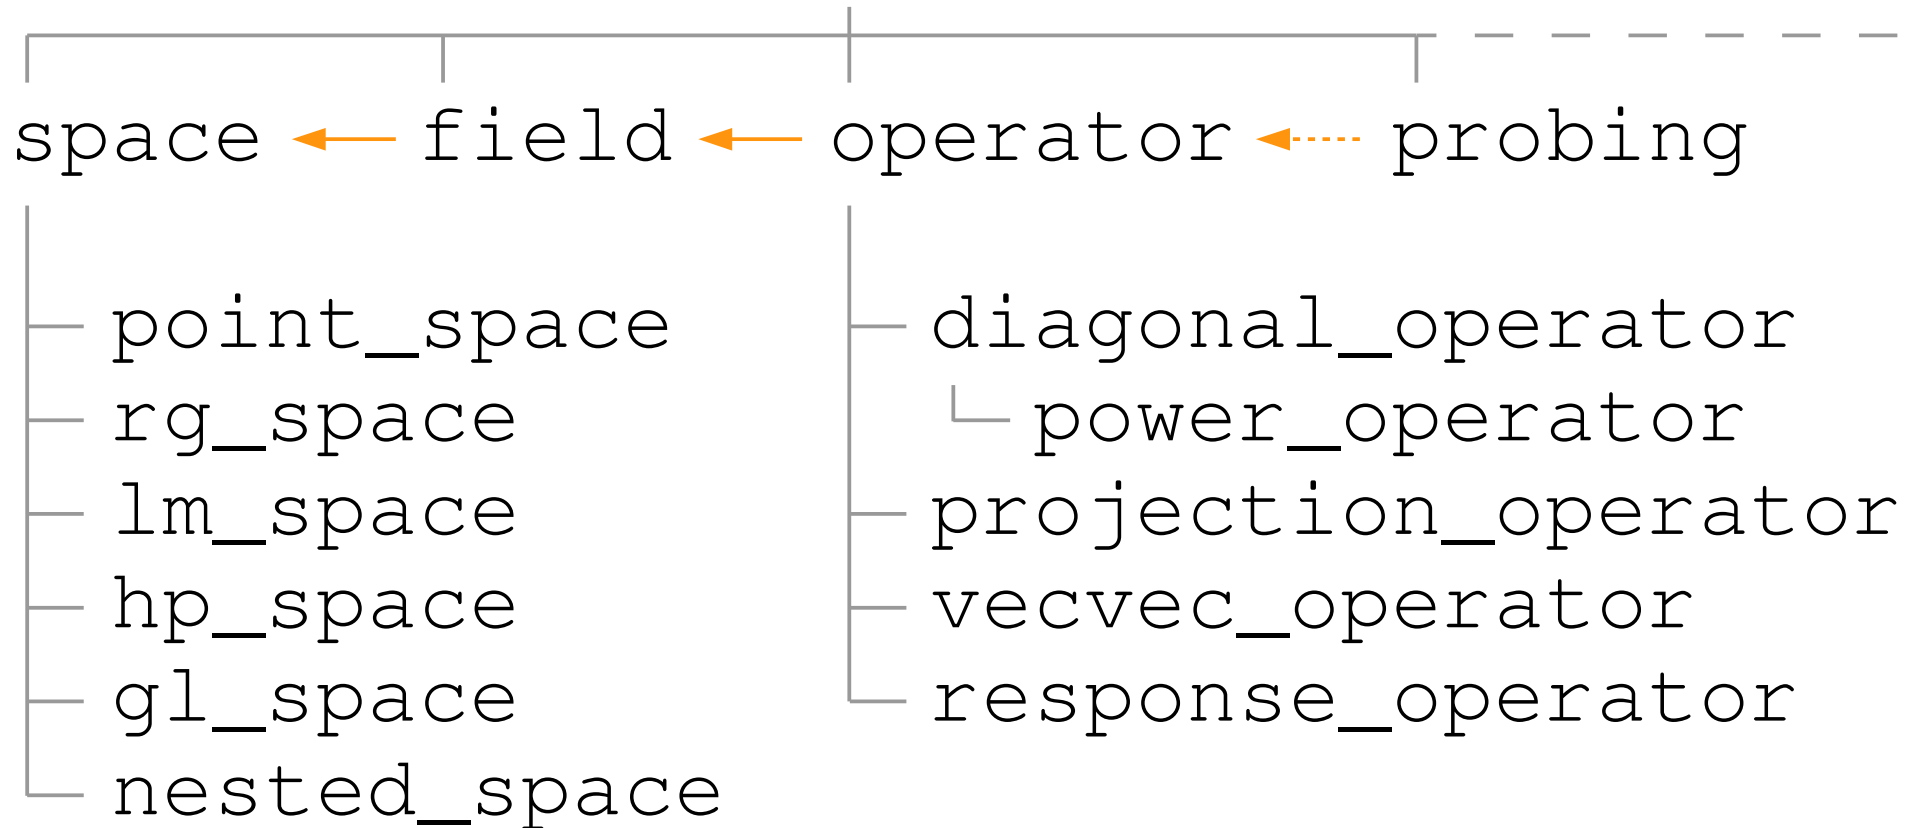 space field operator probing
point_space diagonal_operator
rg_space power_operator
lm_space projection_operator
hp_space vecvec_operator
gl_space response_operator
nested_space